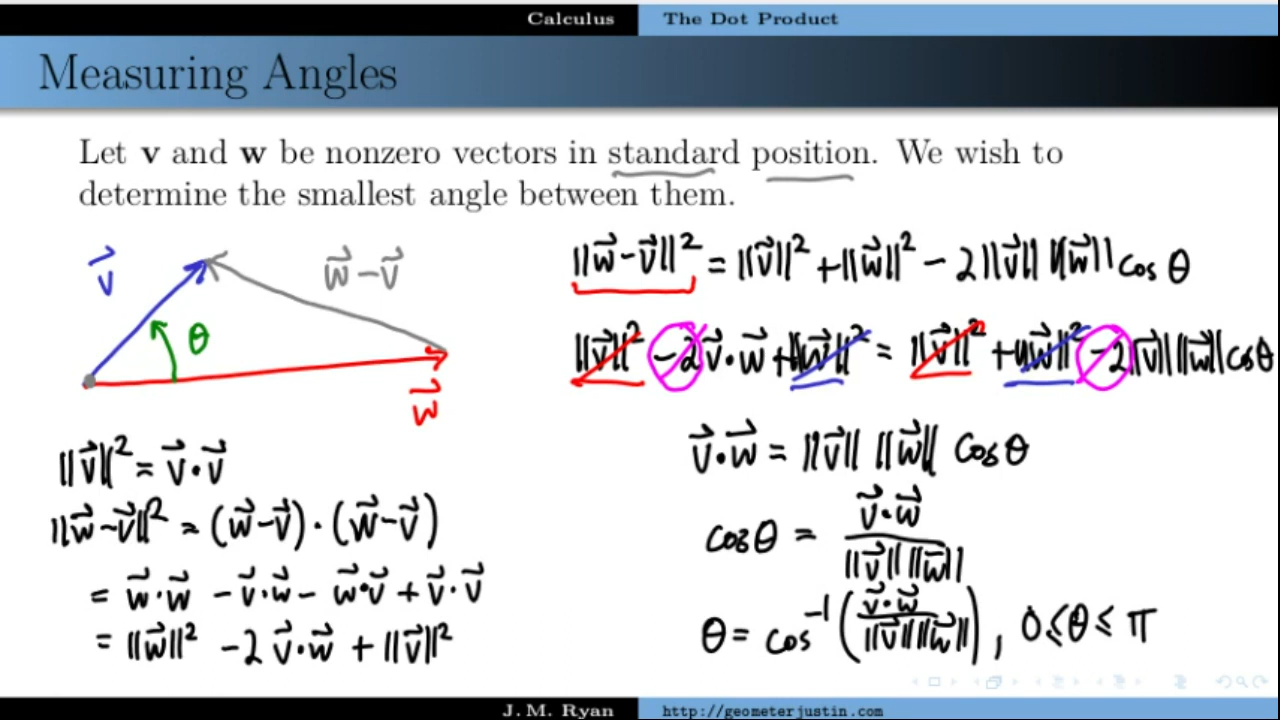 Calculus The Dot Product
Measuring Angles
Let v and w be nonzero vectors in standard position. We wish to
determine the smallest angle between them.
v⃗
w⃗ − v⃗
θ
w⃗
||v⃗||² = v⃗·v⃗
||w⃗ − v⃗||² = (w⃗ − v⃗)·(w⃗ − v⃗)
= w⃗·w⃗ − v⃗·w⃗ − w⃗·v⃗ + v⃗·v⃗
= ||w⃗||² − 2 v⃗·w⃗ + ||v⃗||²
||w⃗ − v⃗||² = ||v⃗||² + ||w⃗||² − 2||v⃗|| ||w⃗|| cos θ
||v⃗||² − 2 v⃗·w⃗ + ||w⃗||² = ||v⃗||² + ||w⃗||² − 2||v⃗|| ||w⃗|| cos θ
v⃗·w⃗ = ||v⃗|| ||w⃗|| cos θ
cos θ = v⃗·w⃗ / ||v⃗|| ||w⃗||
θ = cos⁻¹ ( v⃗·w⃗ / ||v⃗|| ||w⃗|| ), 0 ≤ θ ≤ π
J. M. Ryan http://geometerjustin.com